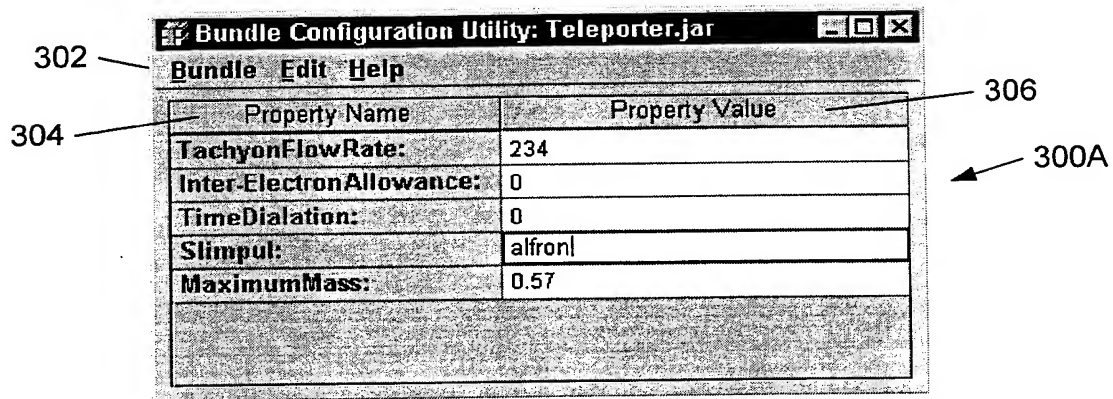 Bundle Configuration Utility: Teleporter.jar
302
Bundle Edit Help
304
Property Name
Property Value
306
300A
TachyonFlowRate: 234
Inter-ElectronAllowance: 0
TimeDialation: 0
Slimpul: alfron
MaximumMass: 0.57